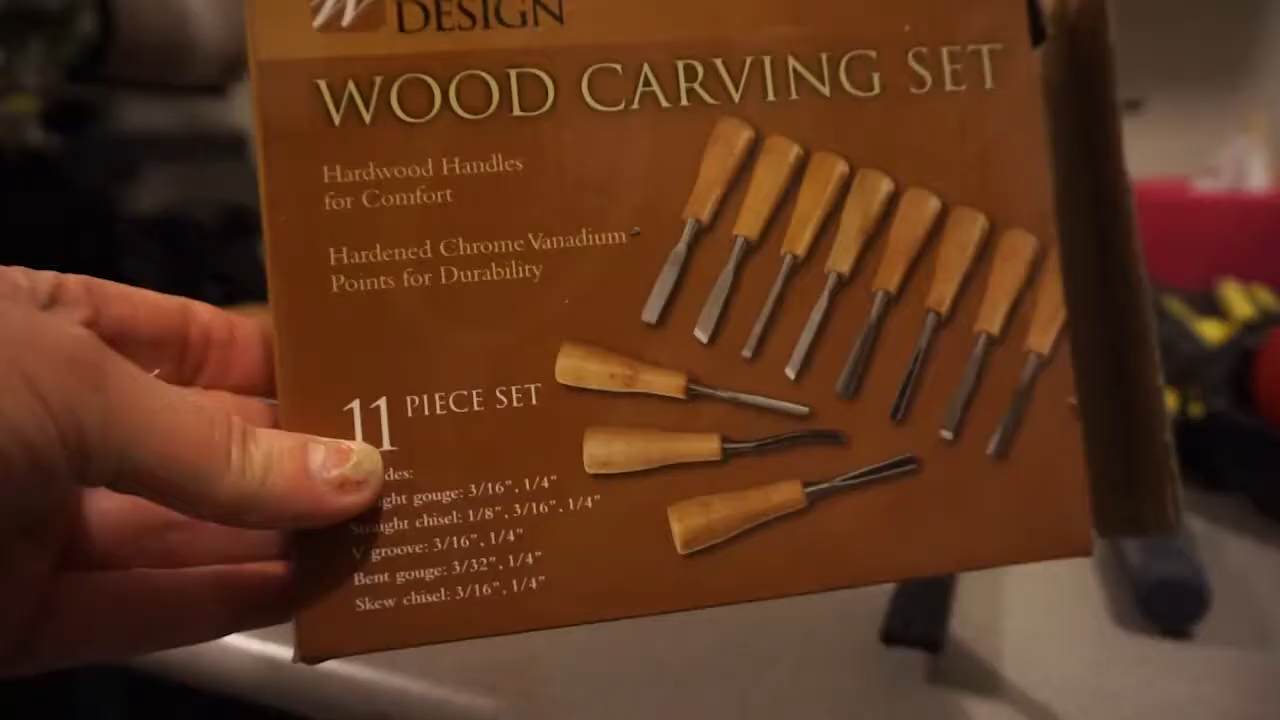 W DESIGN
WOOD CARVING SET
Hardwood Handles
for Comfort
Hardened Chrome Vanadium
Points for Durability
11 PIECE SET
gouge: 3/16", 1/4"
Straight chisel: 1/8", 3/16", 1/4"
V groove: 3/16", 1/4"
Bent gouge: 3/32", 1/4"
Skew chisel: 3/16", 1/4"